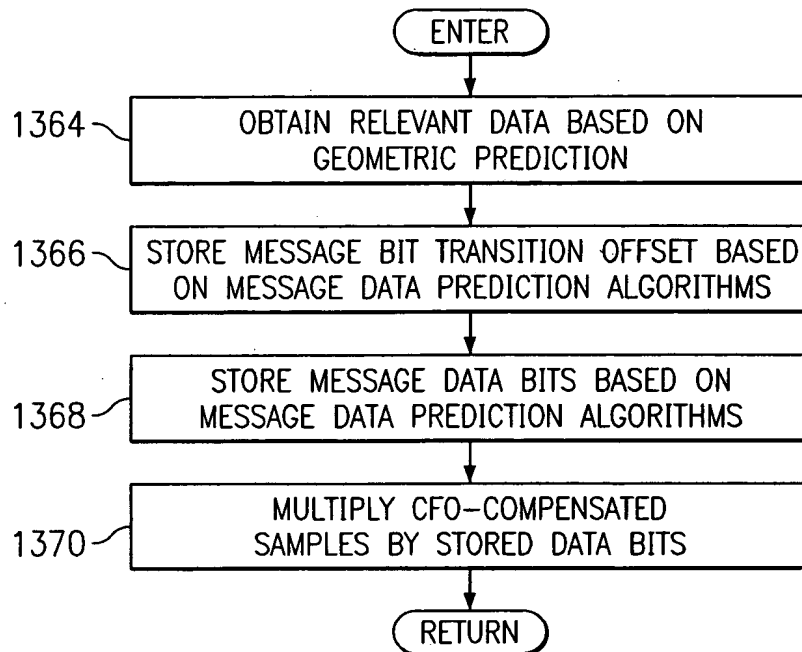 ENTER
1364
OBTAIN RELEVANT DATA BASED ON
GEOMETRIC PREDICTION
1366
STORE MESSAGE BIT TRANSITION OFFSET BASED
ON MESSAGE DATA PREDICTION ALGORITHMS
1368
STORE MESSAGE DATA BITS BASED ON
MESSAGE DATA PREDICTION ALGORITHMS
1370
MULTIPLY CFO-COMPENSATED
SAMPLES BY STORED DATA BITS
RETURN